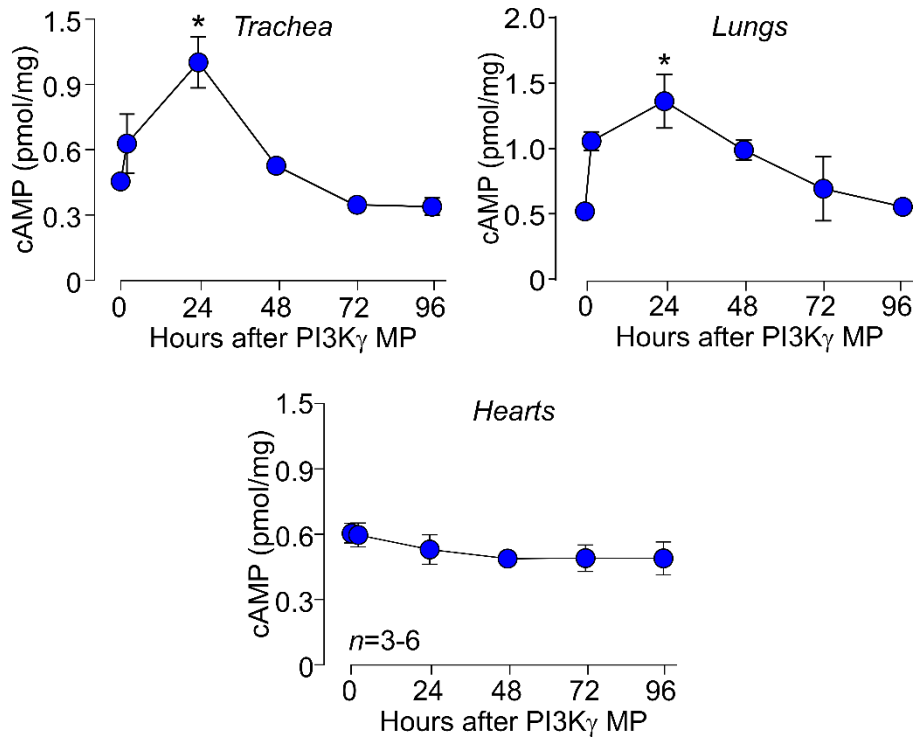 Trachea
*
cAMP (pmol/mg)
1.5
0.9
0.6
0.3
0
0 24 48 72 96
Hours after PI3Kγ MP
Lungs
*
cAMP (pmol/mg)
2.0
1.5
1.0
0.5
0
0 24 48 72 96
Hours after PI3Kγ MP
Hearts
cAMP (pmol/mg)
1.5
0.9
0.6
0.3
0
n=3-6
0 24 48 72 96
Hours after PI3Kγ MP